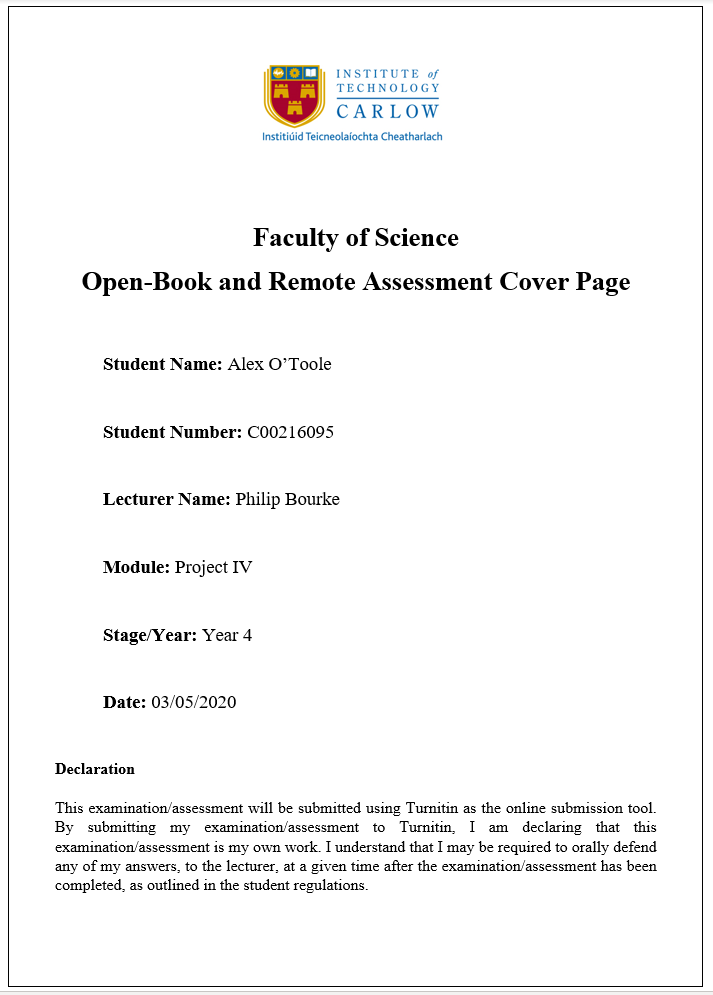 INSTITUTE of
TECHNOLOGY
CARLOW
Institiúid Teicneolaíochta Cheatharlach
Faculty of Science
Open-Book and Remote Assessment Cover Page
Student Name: Alex O’Toole
Student Number: C00216095
Lecturer Name: Philip Bourke
Module: Project IV
Stage/Year: Year 4
Date: 03/05/2020
Declaration
This examination/assessment will be submitted using Turnitin as the online submission tool.
By submitting my examination/assessment to Turnitin, I am declaring that this
examination/assessment is my own work. I understand that I may be required to orally defend
any of my answers, to the lecturer, at a given time after the examination/assessment has been
completed, as outlined in the student regulations.